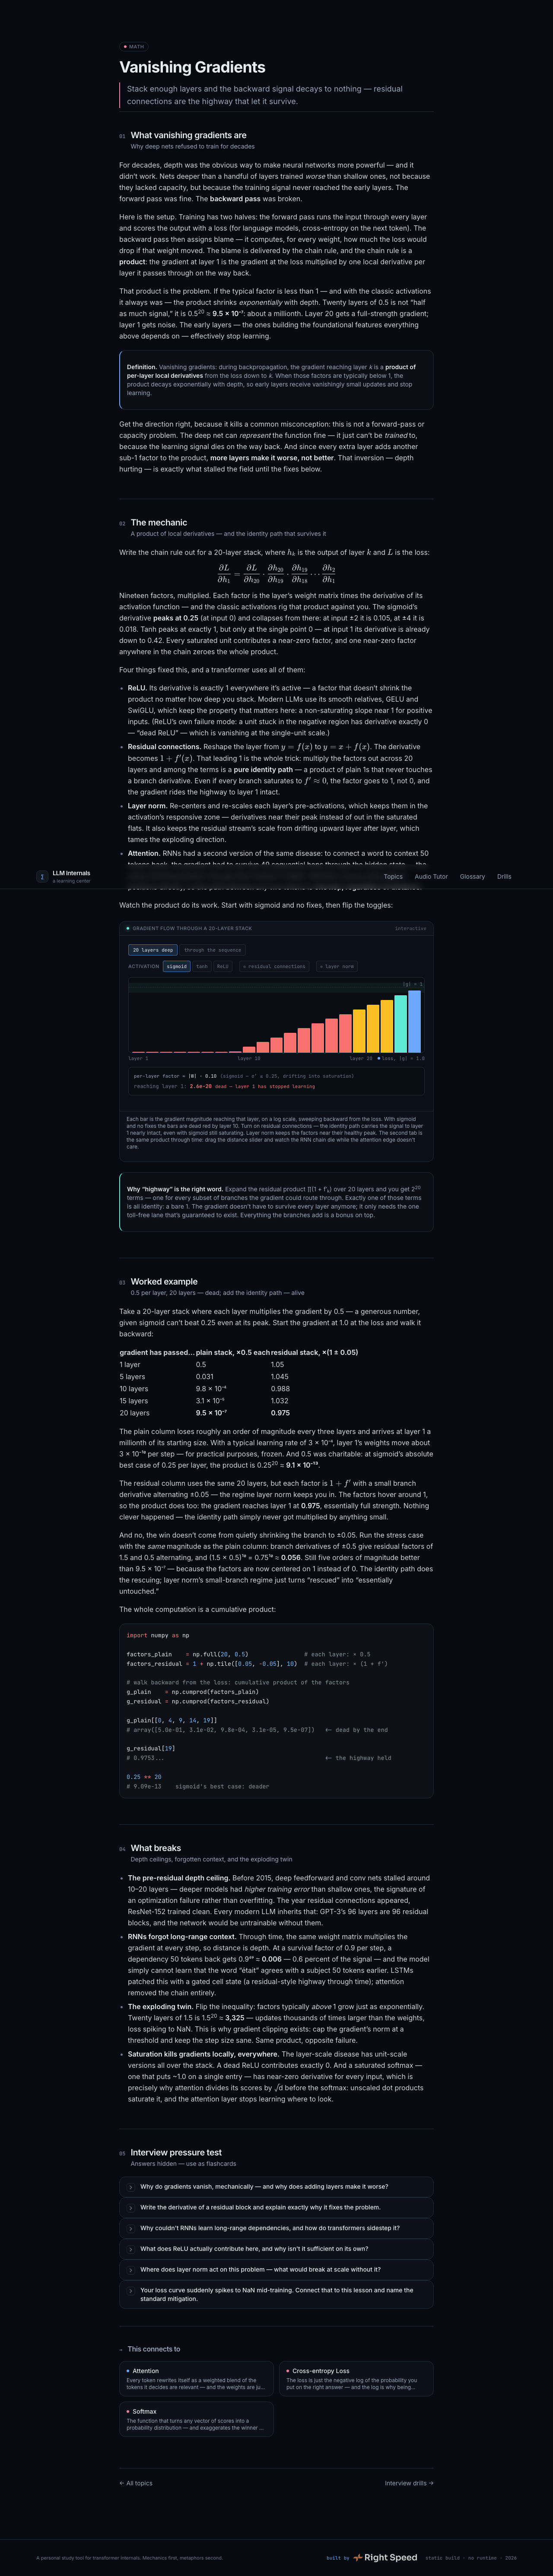 MATH
Vanishing Gradients
Stack enough layers and the backward signal decays to nothing — residual
connections are the highway that let it survive.
01 What vanishing gradients are
Why deep nets refused to train for decades
For decades, depth was the obvious way to make neural networks more powerful — and it
didn't work. Nets deeper than a handful of layers trained worse than shallow ones, not because
they lacked capacity, but because the training signal never reached the early layers. The
forward pass was fine. The backward pass was broken.
Here is the setup. Training has two halves: the forward pass runs the input through every layer
and scores the output with a loss (for language models, cross-entropy on the next token). The
backward pass then assigns blame — it computes, for every weight, how much the loss would
drop if that weight moved. The blame is delivered by the chain rule, and the chain rule is a
product: the gradient at layer 1 is the gradient at the loss multiplied by one local derivative per
layer it passes through on the way back.
That product is the problem. If the typical factor is less than 1 — and with the classic activations
it always was — the product shrinks exponentially with depth. Twenty layers of 0.5 is not "half
as much signal," it is 0.5²⁰ ≈ 9.5 × 10⁻⁷: about a millionth. Layer 20 gets a full-strength gradient;
layer 1 gets noise. The early layers — the ones building the foundational features everything
above depends on — effectively stop learning.
Definition. Vanishing gradients: during backpropagation, the gradient reaching layer k is a product of
per-layer local derivatives from the loss down to k. When those factors are typically below 1, the
product decays exponentially with depth, so early layers receive vanishingly small updates and stop
learning.
Get the direction right, because it kills a common misconception: this is not a forward-pass or
capacity problem. The deep net can represent the function fine — it just can't be trained to,
because the learning signal dies on the way back. And since every extra layer adds another
sub-1 factor to the product, more layers make it worse, not better. That inversion — depth
hurting — is exactly what stalled the field until the fixes below.
02 The mechanic
A product of local derivatives — and the identity path that survives it
Write the chain rule out for a 20-layer stack, where hₖ is the output of layer k and L is the loss:
∂L/∂h₁ = ∂L/∂h₂₀ · ∂h₂₀/∂h₁₉ · ∂h₁₉/∂h₁₈ ··· ∂h₂/∂h₁
Nineteen factors, multiplied. Each factor is the layer's weight matrix times the derivative of its
activation function — and the classic activations rig that product against you. The sigmoid's
derivative peaks at 0.25 (at input 0) and collapses from there: at input ±2 it is 0.105, at ±4 it is
0.018. Tanh peaks at exactly 1, but only at the single point 0 — at input 1 its derivative is already
down to 0.42. Every saturated unit contributes a near-zero factor, and one near-zero factor
anywhere in the chain zeroes the whole product.
Four things fixed this, and a transformer uses all of them:
• ReLU. Its derivative is exactly 1 everywhere it's active — a factor that doesn't shrink the
product no matter how deep you stack. Modern LLMs use its smooth relatives, GELU and
SwiGLU, which keep the property that matters here: a non-saturating slope near 1 for positive
inputs. (ReLU's own failure mode: a unit stuck in the negative region has derivative exactly 0
— "dead ReLU" — which is vanishing at the single-unit scale.)
• Residual connections. Reshape the layer from y = f(x) to y = x + f(x). The derivative
becomes 1 + f′(x). That leading 1 is the whole trick: multiply the factors out across 20
layers and among the terms is a pure identity path — a product of plain 1s that never touches
a branch derivative. Even if every branch saturates to f′ ≈ 0, the factor goes to 1, not 0, and
the gradient rides the highway to layer 1 intact.
• Layer norm. Re-centers and re-scales each layer's pre-activations, which keeps them in the
activation's responsive zone — derivatives near their peak instead of out in the saturated
flats. It also keeps the residual stream's scale from drifting upward layer after layer, which
tames the exploding direction.
• Attention. RNNs had a second version of the same disease: to connect a word to context 50
LLM Internals
a learning center
Topics Audio Tutor Glossary Drills
Watch the product do its work. Start with sigmoid and no fixes, then flip the toggles:
GRADIENT FLOW THROUGH A 20-LAYER STACK interactive
20 layers deep through the sequence
ACTIVATION sigmoid tanh ReLU + residual connections + layer norm
|g| = 1
layer 1 layer 10 layer 20 loss, |g| = 1.0
per-layer factor = |W| · 0.10 (sigmoid — σ′ ≤ 0.25, drifting into saturation)
reaching layer 1: 2.6e-20 dead — layer 1 has stopped learning
Each bar is the gradient magnitude reaching that layer, on a log scale, sweeping backward from the loss. With sigmoid
and no fixes the bars are dead red by layer 10. Turn on residual connections — the identity path carries the signal to layer
1 nearly intact, even with sigmoid still saturating. Layer norm keeps the factors near their healthy peak. The second lab is
the same product through time: drag the distance slider and watch the RNN chain die while the attention edge doesn't
care.
Why "highway" is the right word. Expand the residual product ∏(1 + f′ₖ) over 20 layers and you get 2²⁰
terms — one for every subset of branches the gradient could route through. Exactly one of those terms
is all identity: a bare 1. The gradient doesn't have to survive every layer anymore; it only needs the one
toll-free lane that's guaranteed to exist. Everything the branches add is a bonus on top.
03 Worked example
0.5 per layer, 20 layers — dead; add the identity path — alive
Take a 20-layer stack where each layer multiplies the gradient by 0.5 — a generous number,
given sigmoid can't beat 0.25 even at its peak. Start the gradient at 1.0 at the loss and walk it
backward:
gradient has passed… plain stack, ×0.5 each residual stack, ×(1 ± 0.05)
1 layer 0.5 1.05
5 layers 0.031 1.045
10 layers 9.8 × 10⁻⁴ 0.988
15 layers 3.1 × 10⁻⁵ 1.032
20 layers 9.5 × 10⁻⁷ 0.975
The plain column loses roughly an order of magnitude every three layers and arrives at layer 1 a
millionth of its starting size. With a typical learning rate of 3 × 10⁻⁴, layer 1's weights move about
3 × 10⁻¹⁰ per step — for practical purposes, frozen. And 0.5 was charitable: at sigmoid's absolute
best case of 0.25 per layer, the product is 0.25²⁰ ≈ 9.1 × 10⁻¹³.
The residual column uses the same 20 layers, but each factor is 1 + f′ with a small branch
derivative alternating ±0.05 — the regime layer norm keeps you in. The factors hover around 1,
so the product does too: the gradient reaches layer 1 at 0.975, essentially full strength. Nothing
clever happened — the identity path simply never got multiplied by anything small.
And no, the win doesn't come from quietly shrinking the branch to ±0.05. Run the stress case
with the same magnitude as the plain column: branch derivatives of ±0.5 give residual factors of
1.5 and 0.5 alternating, and (1.5 × 0.5)¹⁰ = 0.75¹⁰ ≈ 0.056. Still five orders of magnitude better
than 9.5 × 10⁻⁷ — because the factors are now centered on 1 instead of 0. The identity path does
the rescuing; layer norm's small-branch regime just turns "rescued" into "essentially
untouched."
The whole computation is a cumulative product:
import numpy as np
factors_plain = np.full(20, 0.5) # each layer: × 0.5
factors_residual = 1 + np.tile([0.05, -0.05], 10) # each layer: × (1 + f')
# walk backward from the loss: cumulative product of the factors
g_plain = np.cumprod(factors_plain)
g_residual = np.cumprod(factors_residual)
g_plain[[0, 4, 9, 14, 19]]
# array([5.0e-01, 3.1e-02, 9.8e-04, 3.1e-05, 9.5e-07]) <- dead by the end
g_residual[19]
# 0.9753... <- the highway held
0.25 ** 20
# 9.09e-13 sigmoid's best case: deader
04 What breaks
Depth ceilings, forgotten context, and the exploding twin
• The pre-residual depth ceiling. Before 2015, deep feedforward and conv nets stalled around
10–20 layers — deeper models had higher training error than shallow ones, the signature of
an optimization failure rather than overfitting. The year residual connections appeared,
ResNet-152 trained clean. Every modern LLM inherits that: GPT-3's 96 layers are 96 residual
blocks, and the network would be untrainable without them.
• RNNs forgot long-range context. Through time, the same weight matrix multiplies the
gradient at every step, so distance is depth. At a survival factor of 0.9 per step, a
dependency 50 tokens back gets 0.9⁵⁰ ≈ 0.006 — 0.6 percent of the signal — and the model
simply cannot learn that the word "était" agrees with a subject 50 tokens earlier. LSTMs
patched this with a gated cell state (a residual-style highway through time); attention
removed the chain entirely.
• The exploding twin. Flip the inequality: factors typically above 1 grow just as exponentially.
Twenty layers of 1.5 is 1.5²⁰ ≈ 3,325 — updates thousands of times larger than the weights,
loss spiking to NaN. This is why gradient clipping exists: cap the gradient's norm at a
threshold and keep the step size sane. Same product, opposite failure.
• Saturation kills gradients locally, everywhere. The layer-scale disease has unit-scale
versions all over the stack. A dead ReLU contributes exactly 0. And a saturated softmax —
one that puts ~1.0 on a single entry — has near-zero derivative for every input, which is
precisely why attention divides its scores by √d before the softmax: unscaled dot products
saturate it, and the attention layer stops learning where to look.
05 Interview pressure test
Answers hidden — use as flashcards
Why do gradients vanish, mechanically — and why does adding layers make it worse?
Write the derivative of a residual block and explain exactly why it fixes the problem.
Why couldn't RNNs learn long-range dependencies, and how do transformers sidestep it?
What does ReLU actually contribute here, and why isn't it sufficient on its own?
Where does layer norm act on this problem — what would break at scale without it?
Your loss curve suddenly spikes to NaN mid-training. Connect that to this lesson and name the
standard mitigation.
This connects to
Attention
Every token rewrites itself as a weighted blend of the
tokens it decides are relevant — and the weights are ju…
Cross-entropy Loss
The loss is just the negative log of the probability you
put on the right answer — and the log is why being…
Softmax
The function that turns any vector of scores into a
probability distribution — and exaggerates the winner …
← All topics Interview drills →
A personal study tool for transformer internals. Mechanics first, metaphors second.
built by Right Speed static build · no runtime · 2026